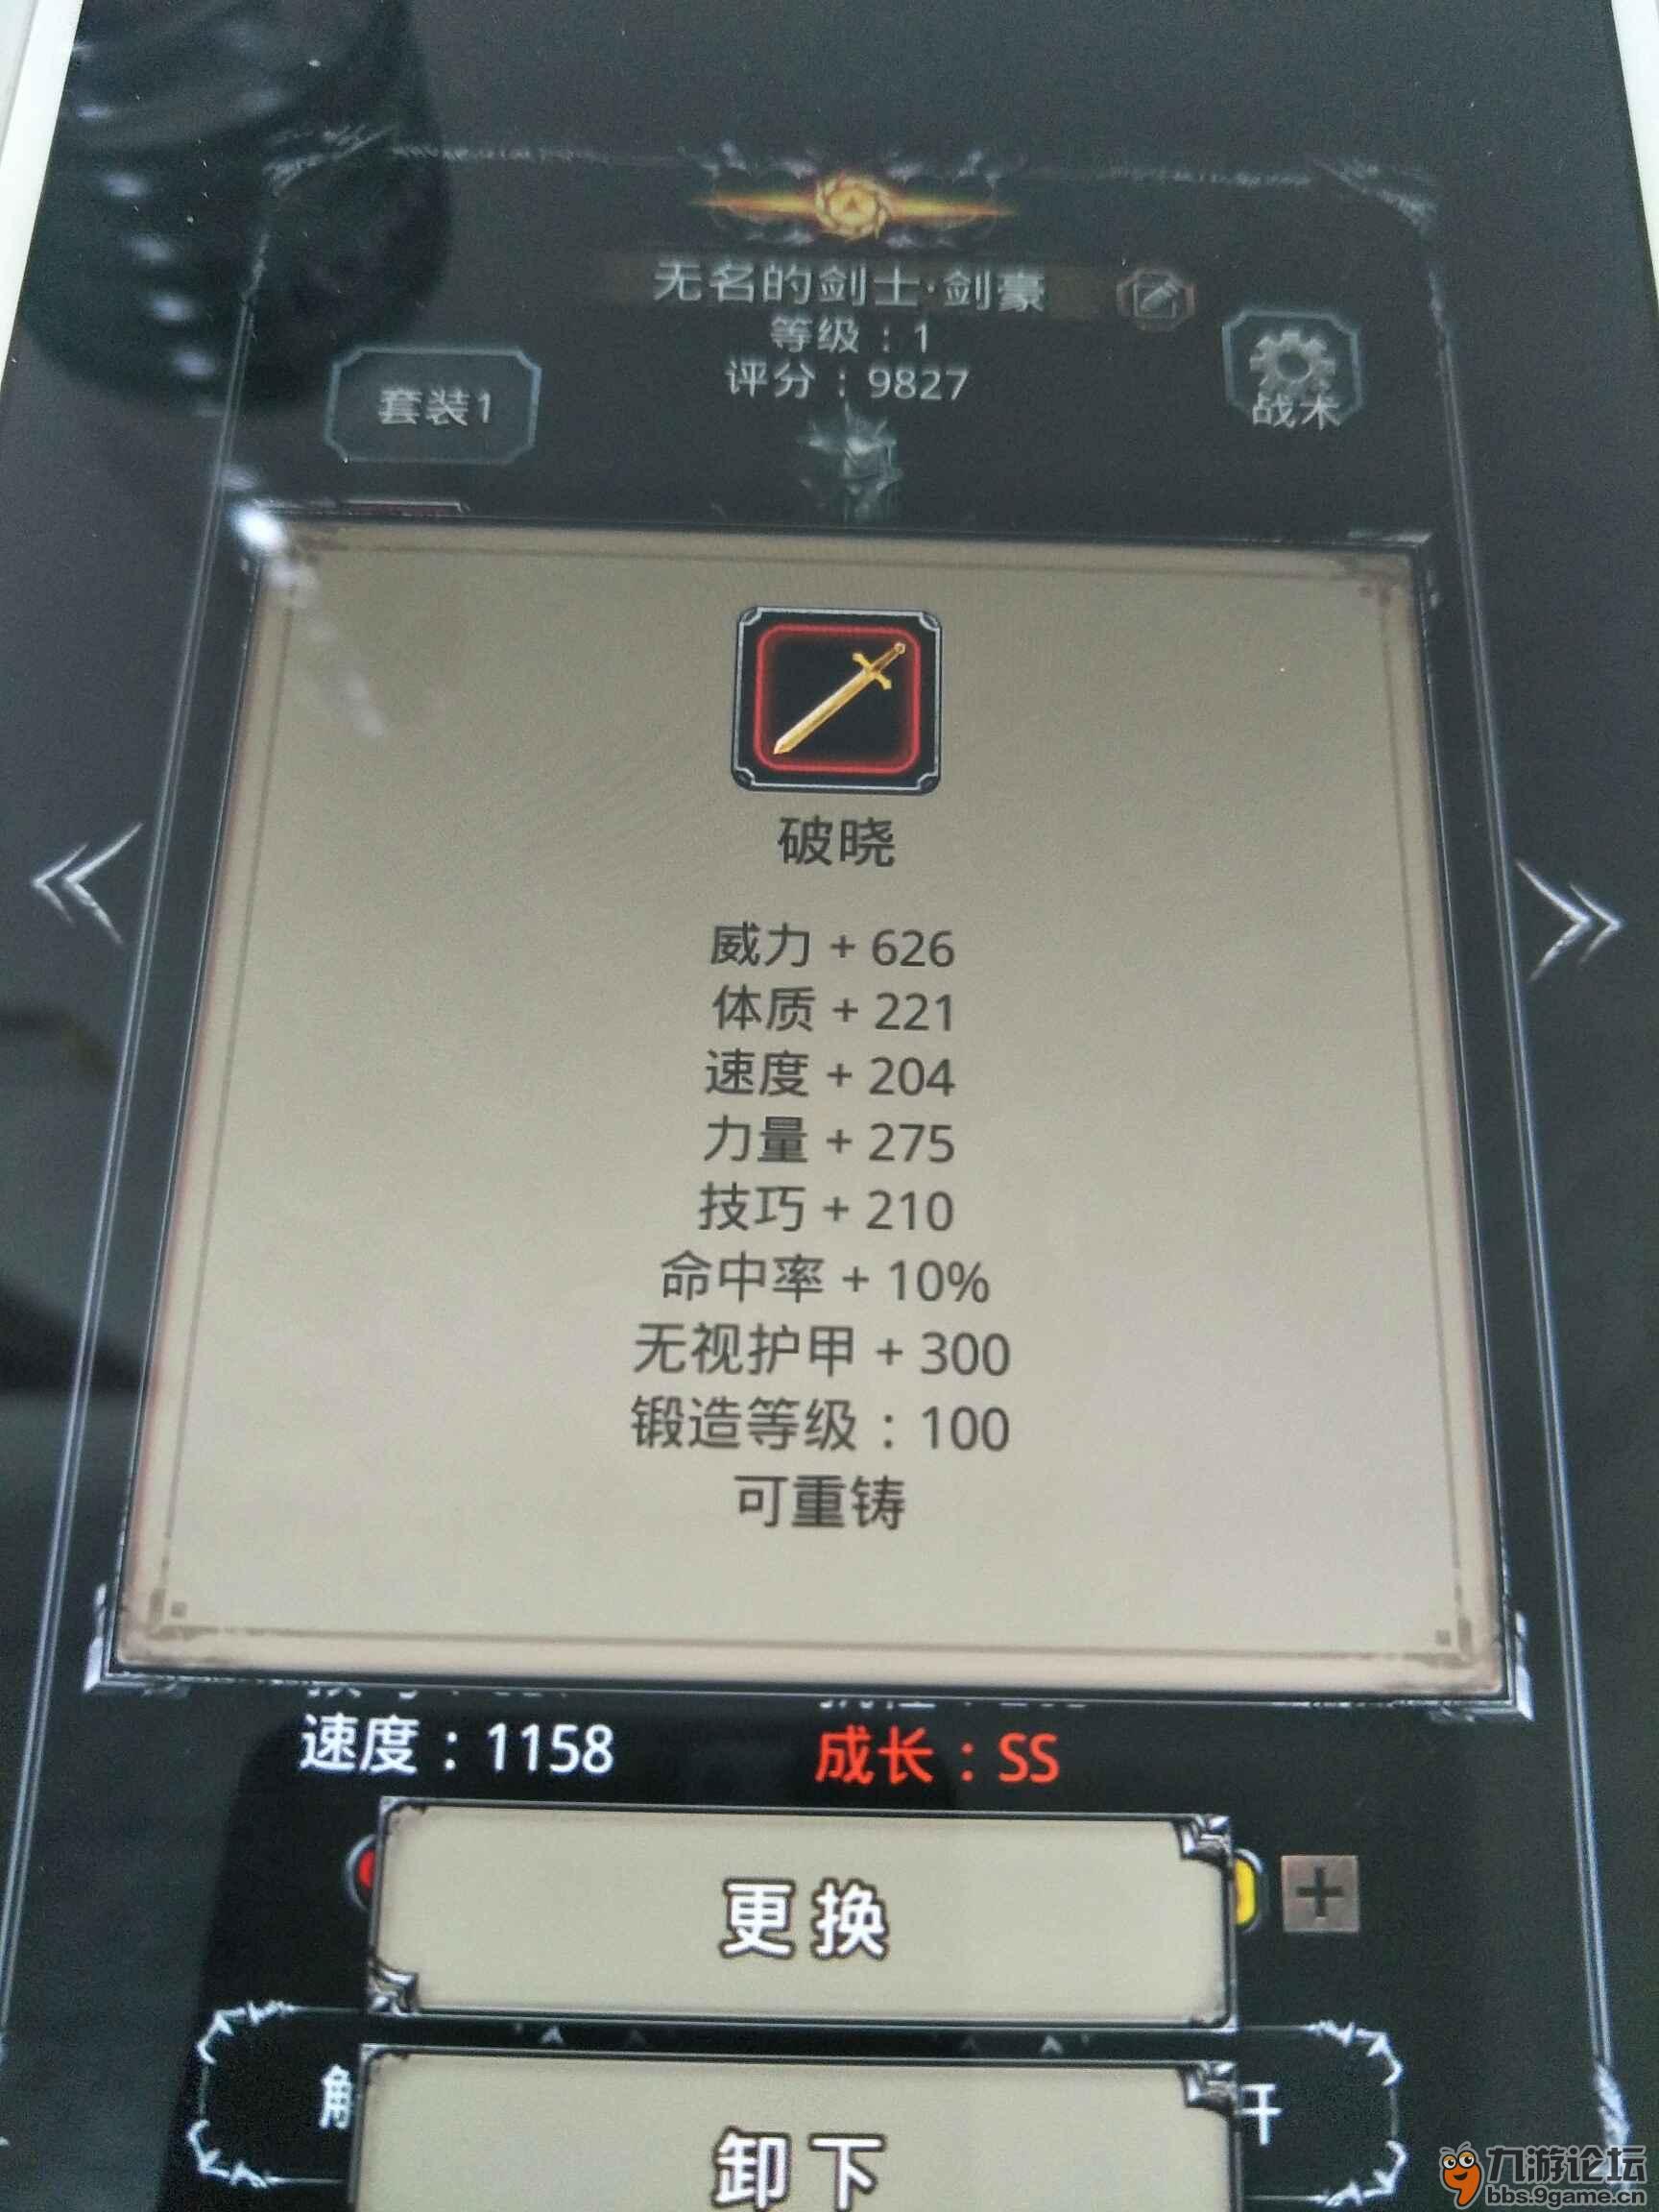 无名的剑士·剑豪
等级：1
评分：9827
套装1
战术
破晓
威力 + 626
体质 + 221
速度 + 204
力量 + 275
技巧 + 210
命中率 + 10%
无视护甲 + 300
锻造等级：100
可重铸
速度：1158
成长：SS
更换
卸下
九游论坛
bbs.9game.cn